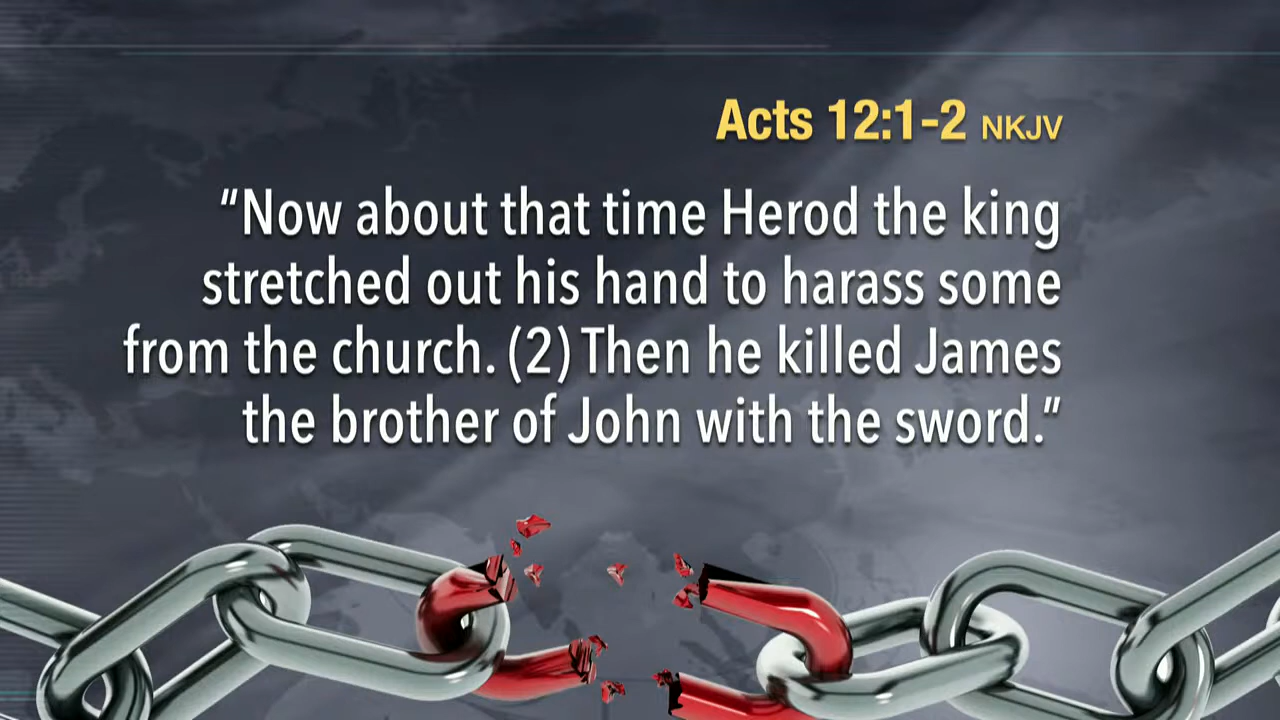 Acts 12:1-2 NKJV
“Now about that time Herod the king
stretched out his hand to harass some
from the church. (2) Then he killed James
the brother of John with the sword.”